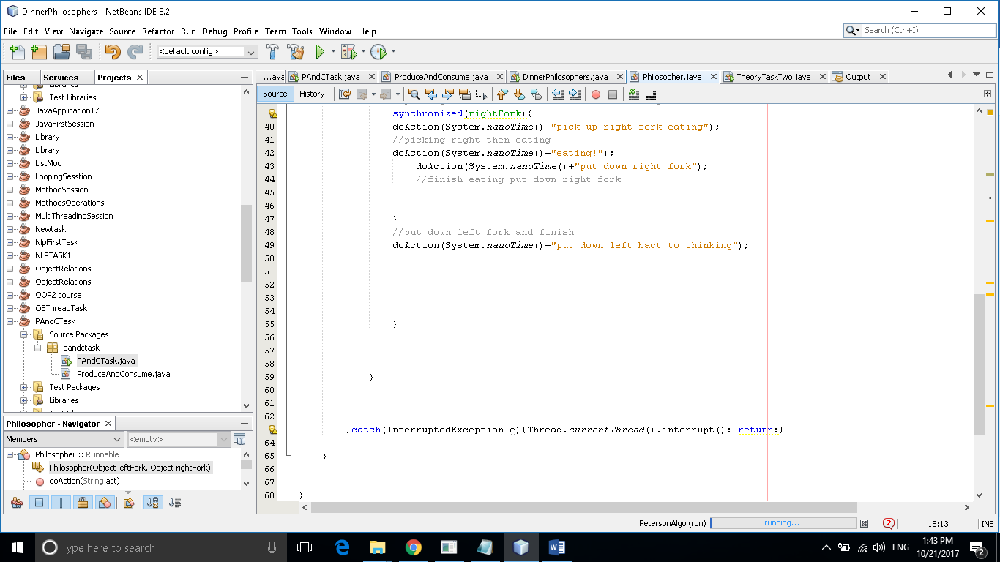 DinnerPhilosophers - NetBeans IDE 8.2
File Edit View Navigate Source Refactor Run Debug Profile Team Tools Window Help
Search (Ctrl+I)
<default config>
Files Services Projects
...ava PAndCTask.java ProduceAndConsume.java DinnerPhilosophers.java Philosopher.java TheoryTaskTwo.java Output
Source History
Libraries
Test Libraries
JavaApplication17
JavaFirstSession
Library
Library
ListMod
LoopingSesstion
MethodSession
MethodsOperations
MultiThreadingSession
Newtask
NlpFirstTask
NLPTASK1
ObjectRelations
ObjectRelations
OOP2 course
OSThreadTask
PAndCTask
Source Packages
pandctask
PAndCTask.java
ProduceAndConsume.java
Test Packages
Libraries
synchronized(rightFork){
40 doAction(System.nanoTime()+"pick up right fork-eating");
41 //picking right then eating
42 doAction(System.nanoTime()+"eating!");
43 doAction(System.nanoTime()+"put down right fork");
44 //finish eating put down right fork
45
46
47 }
48 //put down left fork and finish
49 doAction(System.nanoTime()+"put down left bact to thinking");
50
51
52
53
54
55 }
56
57
58
59 }
60
61
62
}catch(InterruptedException e){Thread.currentThread().interrupt(); return;}
64
65 }
66
67
68 }
Philosopher - Navigator
Members <empty>
Philosopher :: Runnable
Philosopher(Object leftFork, Object rightFork)
doAction(String act)
PetersonAlgo (run) running... 2 18:13 INS
Type here to search
ENG
1:43 PM
10/21/2017
2